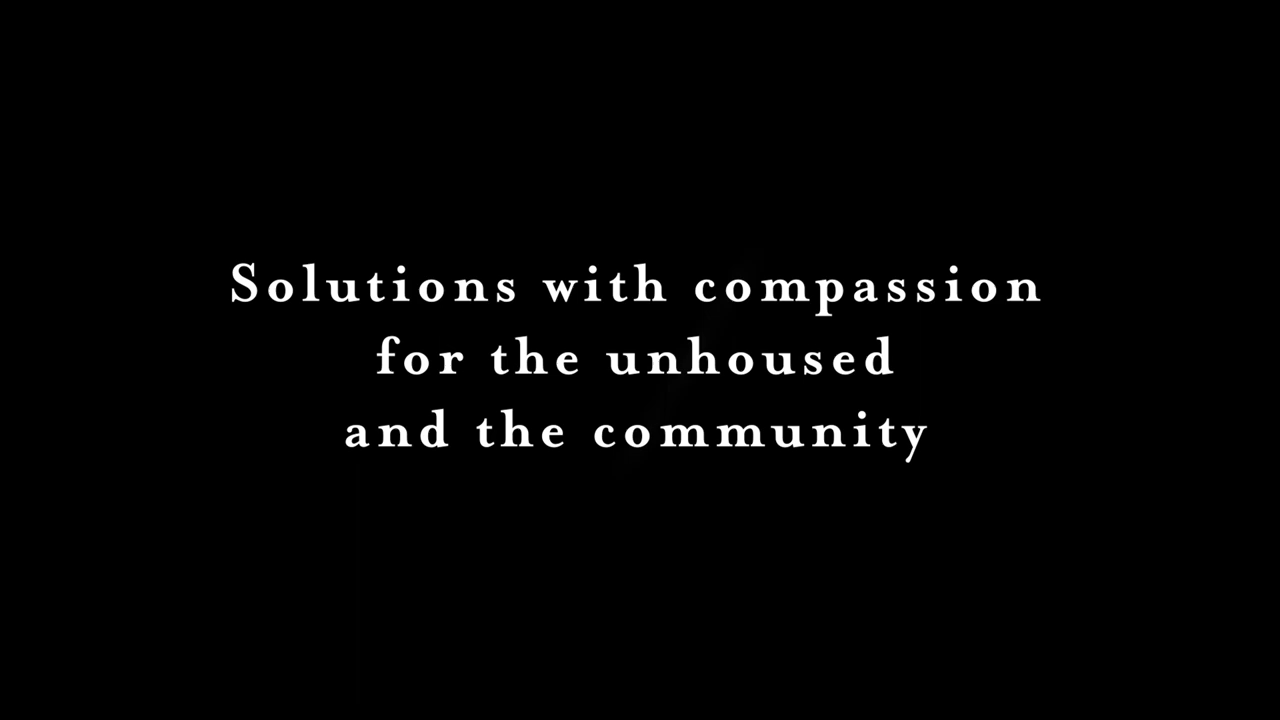 Solutions with compassion
for the unhoused
and the community